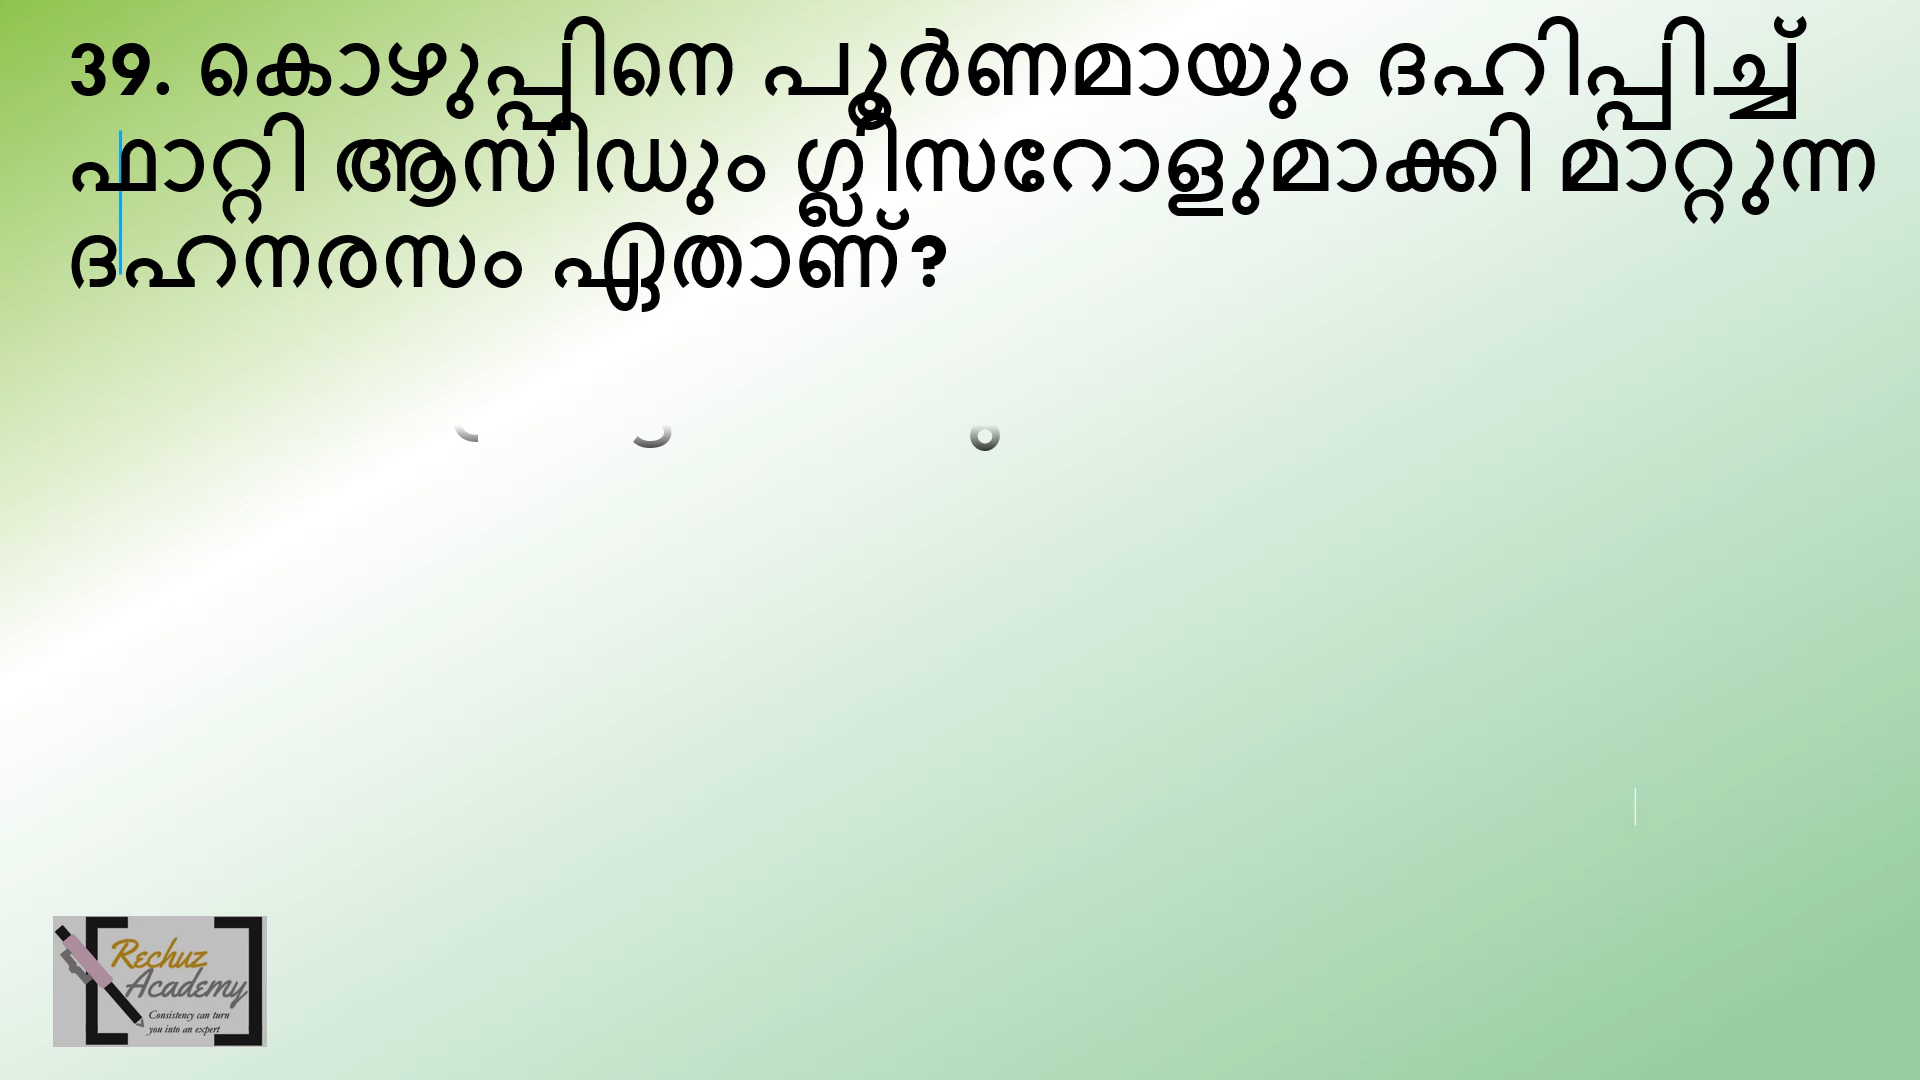 39. കൊഴുപ്പിനെ പൂർണമായും ദഹിപ്പിച്ച്
ഫാറ്റി ആസിഡും ഗ്ലിസറോളുമാക്കി മാറ്റുന്ന
ദഹനരസം ഏതാണ്?
Rechuz
Academy
Consistency can turn
you into an expert